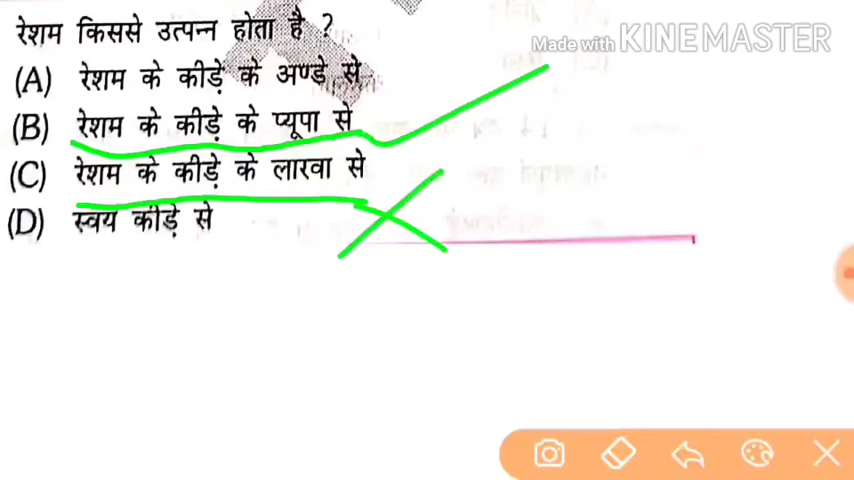 रेशम किससे उत्पन्न होता है ?
Made with KINEMASTER
(A) रेशम के कीड़े के अण्डे से
(B) रेशम के कीड़े के प्यूपा से
(C) रेशम के कीड़े के लारवा से
(D) स्वय कीड़े से